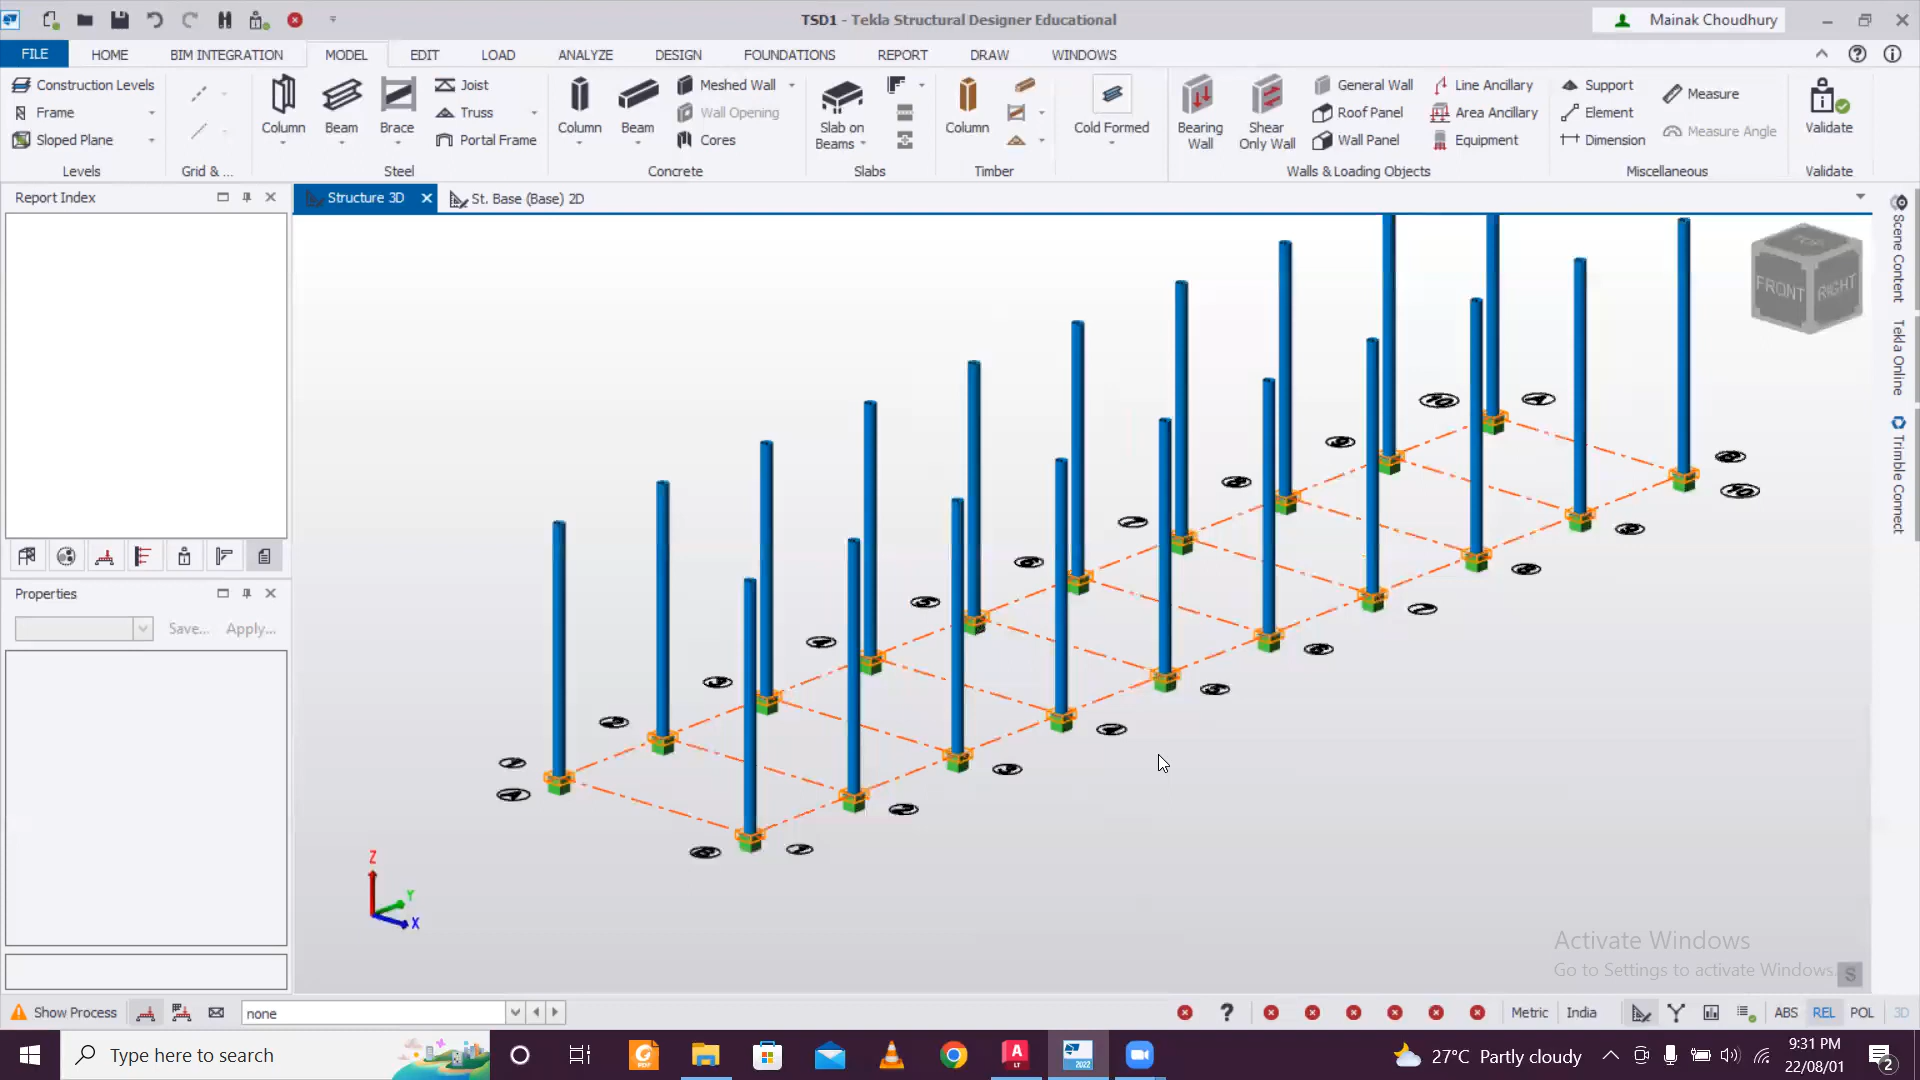 TSD1 - Tekla Structural Designer Educational
Mainak Choudhury
FILE HOME BIM INTEGRATION MODEL EDIT LOAD ANALYZE DESIGN FOUNDATIONS REPORT DRAW WINDOWS
Construction Levels
Frame
Sloped Plane
Levels
Grid & ...
Column
Beam
Brace
Joist
Truss
Portal Frame
Steel
Column
Beam
Meshed Wall
Wall Opening
Cores
Concrete
Slab on
Beams
Slabs
Column
Timber
Cold Formed
Bearing
Wall
Shear
Only Wall
General Wall
Roof Panel
Wall Panel
Line Ancillary
Area Ancillary
Equipment
Walls & Loading Objects
Support
Element
Dimension
Measure
Measure Angle
Miscellaneous
Validate
Validate
Report Index
Structure 3D
St. Base (Base) 2D
TOP
FRONT
RIGHT
Scene Content
Tekla Online
Trimble Connect
Properties
Save...
Apply...
Z
Y
X
Activate Windows
Go to Settings to activate Windows.
S
Show Process
none
Metric
India
ABS
REL
POL
3D
Type here to search
PDF
A
LT
2022
27°C Partly cloudy
9:31 PM
22/08/01
2